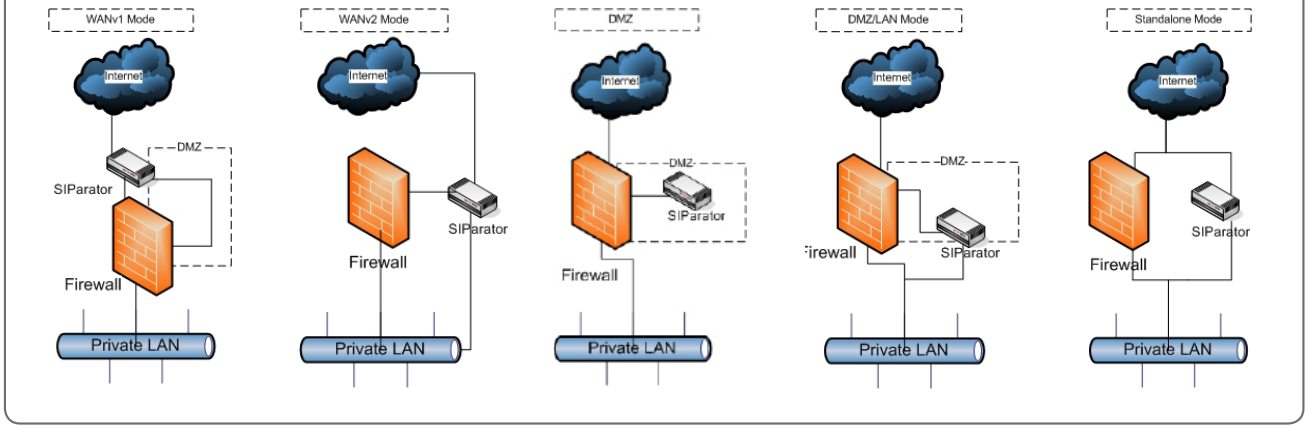 WANv1 Mode
WANv2 Mode
DMZ
DMZ/LAN Mode
Standalone Mode
Internet
Internet
Internet
Internet
Internet
DMZ
SIParator
Firewall
Private LAN
SIParator
Firewall
Private LAN
DMZ
SIParator
Firewall
Private LAN
DMZ
SIParator
Firewall
Private LAN
SIParator
Firewall
Private LAN